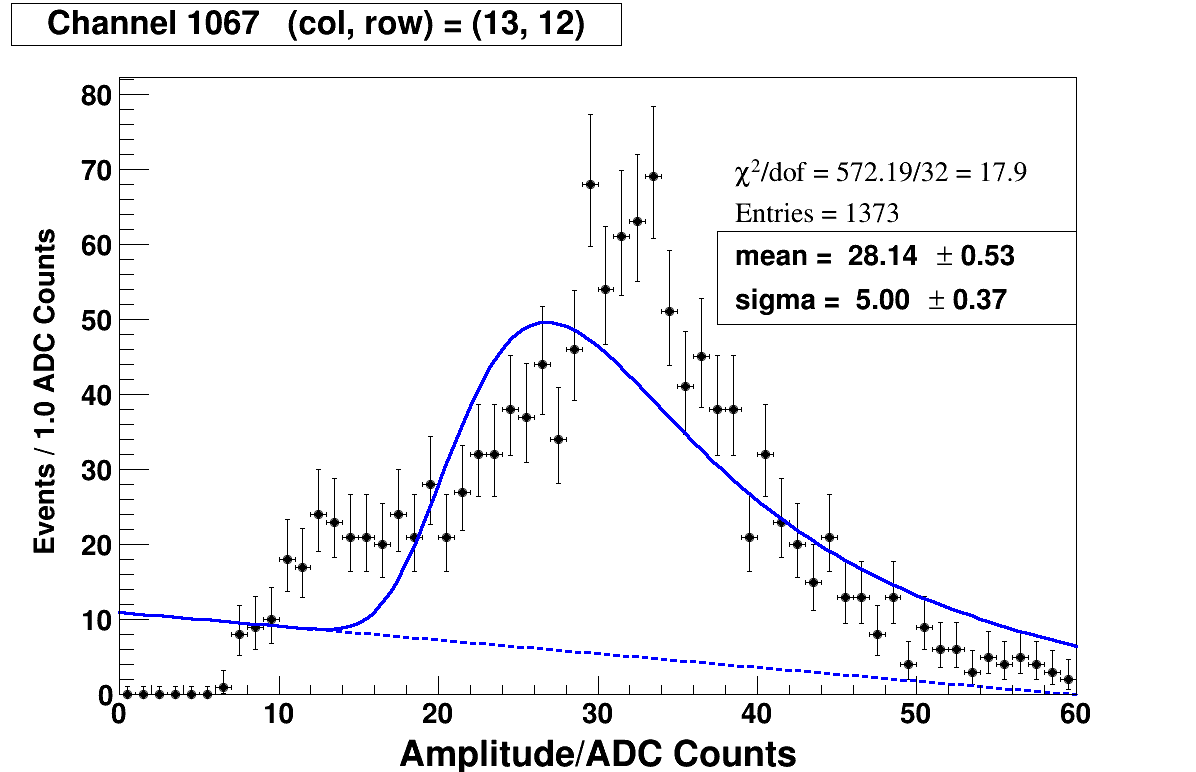 Channel 1067 (col, row) = (13, 12)
χ²/dof = 572.19/32 = 17.9
Entries = 1373
mean = 28.14 ± 0.53
sigma = 5.00 ± 0.37
Events / 1.0 ADC Counts
80
70
60
50
40
30
20
10
0
0 10 20 30 40 50 60
Amplitude/ADC Counts